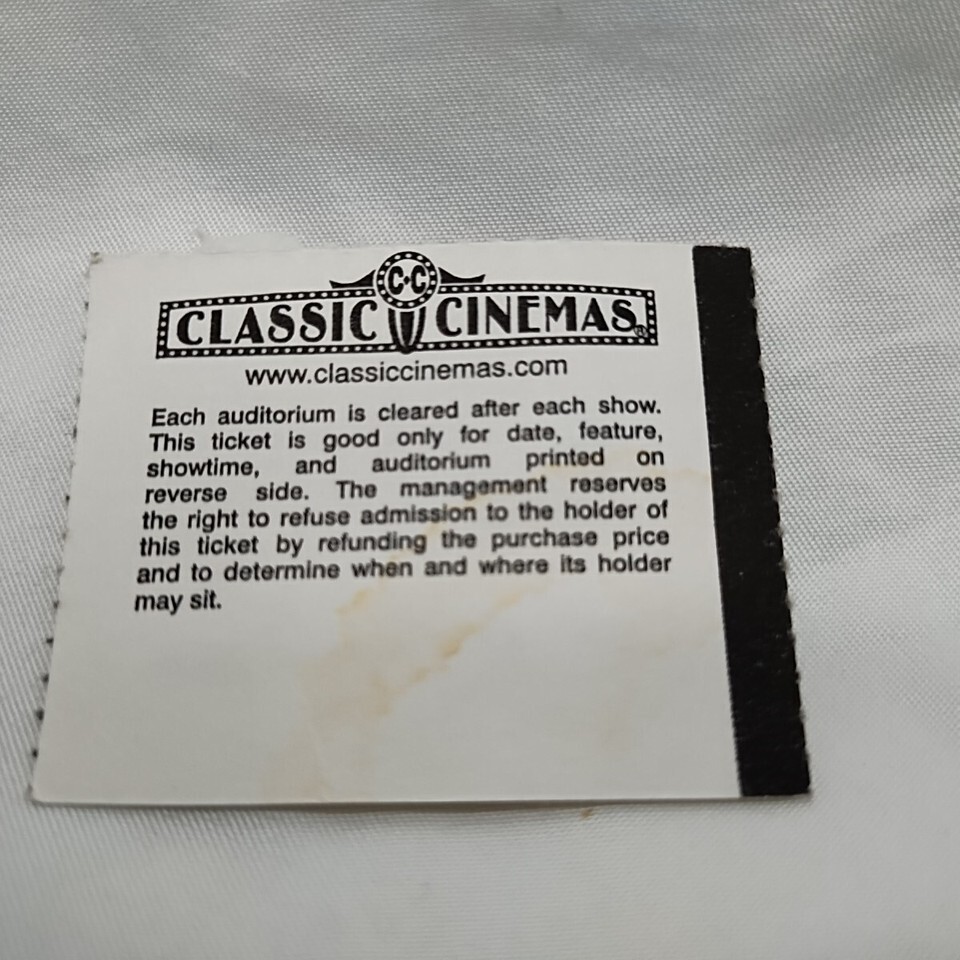 C·C
CLASSIC CINEMAS®
www.classiccinemas.com
Each auditorium is cleared after each show.
This ticket is good only for date, feature,
showtime, and auditorium printed on
reverse side. The management reserves
the right to refuse admission to the holder of
this ticket by refunding the purchase price
and to determine when and where its holder
may sit.